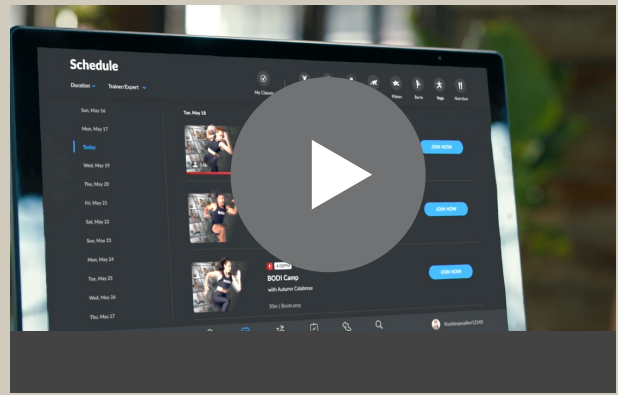 Schedule
Duration Trainer/Expert
My Classes
Pilates Barre Yoga Nutrition
Sun, May 16
Mon, May 17
Today
Wed, May 19
Thu, May 20
Fri, May 21
Sat, May 22
Sun, May 23
Mon, May 24
Tue, May 25
Wed, May 26
Thu, May 27
Tue, May 18
JOIN NOW
JOIN NOW
BODI Camp
with Autumn Calabrese
30m | Bootcamp
JOIN NOW